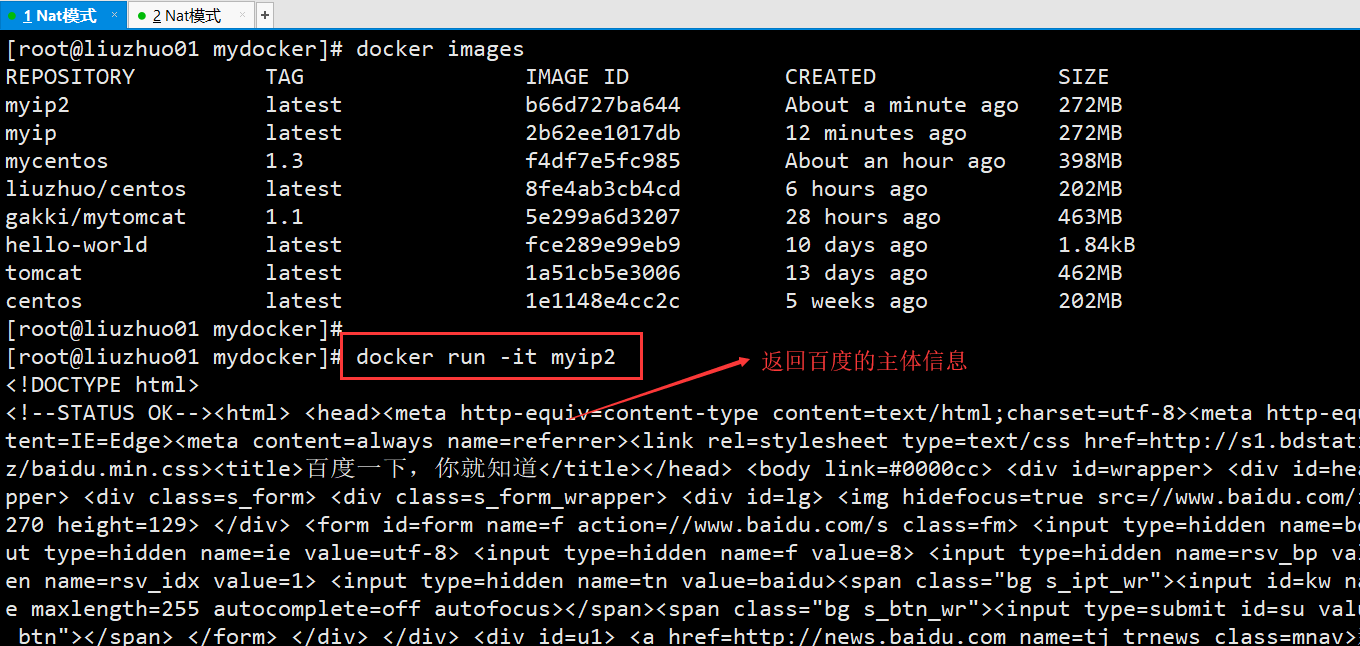 1 Nat模式 × 2 Nat模式 × +
[root@liuzhuo01 mydocker]# docker images
REPOSITORY TAG IMAGE ID CREATED SIZE
myip2 latest b66d727ba644 About a minute ago 272MB
myip latest 2b62ee1017db 12 minutes ago 272MB
mycentos 1.3 f4df7e5fc985 About an hour ago 398MB
liuzhuo/centos latest 8fe4ab3cb4cd 6 hours ago 202MB
gakki/mytomcat 1.1 5e299a6d3207 28 hours ago 463MB
hello-world latest fce289e99eb9 10 days ago 1.84kB
tomcat latest 1a51cb5e3006 13 days ago 462MB
centos latest 1e1148e4cc2c 5 weeks ago 202MB
[root@liuzhuo01 mydocker]#
[root@liuzhuo01 mydocker]# docker run -it myip2 返回百度的主体信息
<!DOCTYPE html>
<!--STATUS OK--><html> <head><meta http-equiv=content-type content=text/html;charset=utf-8><meta http-equ
tent=IE=Edge><meta content=always name=referrer><link rel=stylesheet type=text/css href=http://s1.bdstati
z/baidu.min.css><title>百度一下，你就知道</title></head> <body link=#0000cc> <div id=wrapper> <div id=hea
pper> <div class=s_form> <div class=s_form_wrapper> <div id=lg> <img hidefocus=true src=//www.baidu.com/i
270 height=129> </div> <form id=form name=f action=//www.baidu.com/s class=fm> <input type=hidden name=bd
ut type=hidden name=ie value=utf-8> <input type=hidden name=f value=8> <input type=hidden name=rsv_bp val
en name=rsv_idx value=1> <input type=hidden name=tn value=baidu><span class="bg s_ipt_wr"><input id=kw na
e maxlength=255 autocomplete=off autofocus></span><span class="bg s_btn_wr"><input type=submit id=su valu
_btn"></span> </form> </div> </div> <div id=u1> <a href=http://news.baidu.com name=tj_trnews class=mnav>